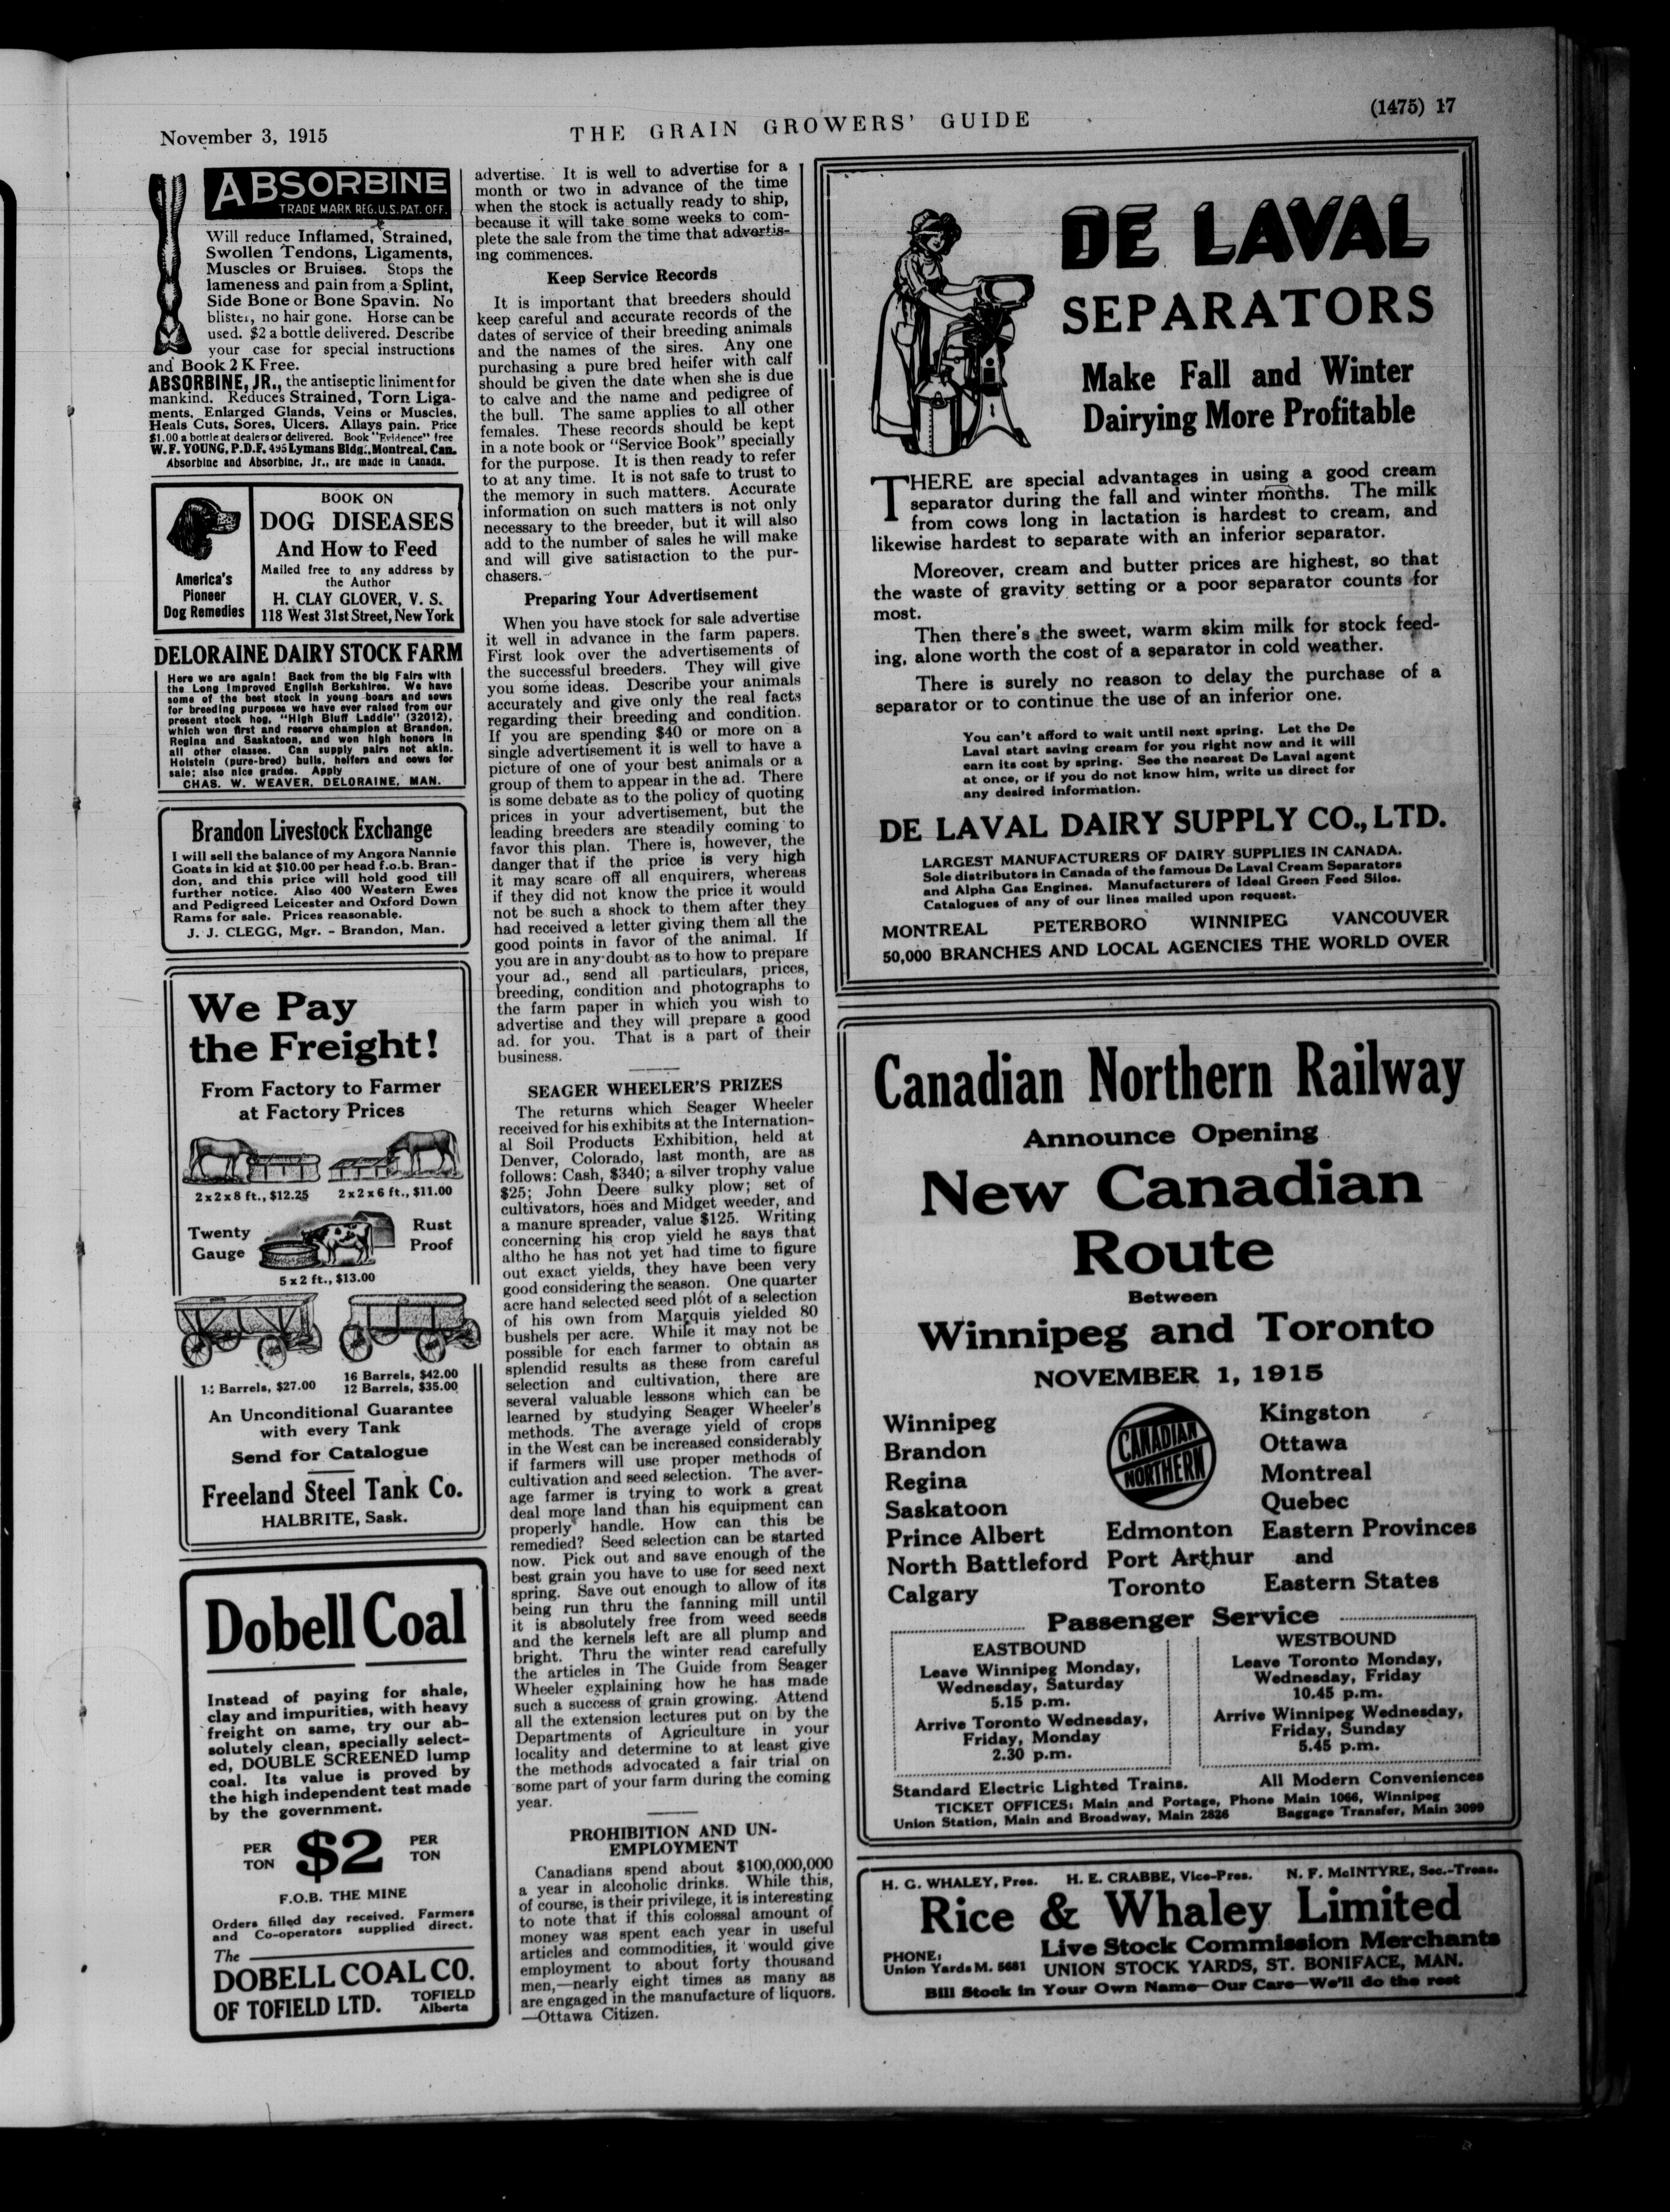 November 3, 1915
THE GRAIN GROWERS' GUIDE
(1475) 17
ABSORBINE
TRADE MARK REG.U.S.PAT. OFF.
Will reduce Inflamed, Strained,
Swollen Tendons, Ligaments,
Muscles or Bruises. Stops the
lameness and pain from a Splint,
Side Bone or Bone Spavin. No
blister, no hair gone. Horse can be
used. $2 a bottle delivered. Describe
your case for special instructions
and Book 2 K Free.
ABSORBINE, JR., the antiseptic liniment for
mankind. Reduces Strained, Torn Liga-
ments, Enlarged Glands, Veins or Muscles,
Heals Cuts, Sores, Ulcers. Allays pain. Price
$1.00 a bottle at dealers or delivered. Book "Evidence" free
W. F. YOUNG, P.D.F. 495 Lymans Bldg., Montreal, Can.
Absorbine and Absorbine, Jr., are made in Canada.
America's
Pioneer
Dog Remedies
BOOK ON
DOG DISEASES
And How to Feed
Mailed free to any address by
the Author
H. CLAY GLOVER, V. S.
118 West 31st Street, New York
DELORAINE DAIRY STOCK FARM
Here we are again! Back from the big Fairs with
the Long Improved English Berkshires. We have
some of the best stock in young boars and sows
for breeding purposes we have ever raised from our
present stock hog, "High Bluff Laddie" (32012),
which won first and reserve champion at Brandon,
Regina and Saskatoon, and won high honors in
all other classes. Can supply pairs not akin.
Holstein (pure-bred) bulls, heifers and cows for
sale; also nice grades. Apply
CHAS. W. WEAVER, DELORAINE, MAN.
Brandon Livestock Exchange
I will sell the balance of my Angora Nannie
Goats in kid at $10.00 per head f.o.b. Bran-
don, and this price will hold good till
further notice. Also 400 Western Ewes
and Pedigreed Leicester and Oxford Down
Rams for sale. Prices reasonable.
J. J. CLEGG, Mgr. - Brandon, Man.
We Pay
the Freight!
From Factory to Farmer
at Factory Prices
2x2x8 ft., $12.25 2x2x6 ft., $11.00
Twenty
Gauge
Rust
Proof
5x2 ft., $13.00
Barrels, $27.00
16 Barrels, $42.00
12 Barrels, $35.00
An Unconditional Guarantee
with every Tank
Send for Catalogue
Freeland Steel Tank Co.
HALBRITE, Sask.
Dobell Coal
Instead of paying for shale,
clay and impurities, with heavy
freight on same, try our ab-
solutely clean, specially select-
ed, DOUBLE SCREENED lump
coal. Its value is proved by
the high independent test made
by the government.
PER
TON
$2
PER
TON
F.O.B. THE MINE
Orders filled day received. Farmers
and Co-operators supplied direct.
The
DOBELL COAL CO.
OF TOFIELD LTD.
TOFIELD
Alberta
advertise. It is well to advertise for a
month or two in advance of the time
when the stock is actually ready to ship,
because it will take some weeks to com-
plete the sale from the time that advertis-
ing commences.
Keep Service Records
It is important that breeders should
keep careful and accurate records of the
dates of service of their breeding animals
and the names of the sires. Any one
purchasing a pure bred heifer with calf
should be given the date when she is due
to calve and the name and pedigree of
the bull. The same applies to all other
females. These records should be kept
in a note book or "Service Book" specially
for the purpose. It is then ready to refer
to at any time. It is not safe to trust to
the memory in such matters. Accurate
information on such matters is not only
necessary to the breeder, but it will also
add to the number of sales he will make
and will give satisfaction to the pur-
chasers.
Preparing Your Advertisement
When you have stock for sale advertise
it well in advance in the farm papers.
First look over the advertisements of
the successful breeders. They will give
you some ideas. Describe your animals
accurately and give only the real facts
regarding their breeding and condition.
If you are spending $40 or more on a
single advertisement it is well to have a
picture of one of your best animals or a
group of them to appear in the ad. There
is some debate as to the policy of quoting
prices in your advertisement, but the
leading breeders are steadily coming to
favor this plan. There is, however, the
danger that if the price is very high
it may scare off all enquirers, whereas
if they did not know the price it would
not be such a shock to them after they
had received a letter giving them all the
good points in favor of the animal. If
you are in any doubt as to how to prepare
your ad., send all particulars, prices,
breeding, condition and photographs to
the farm paper in which you wish to
advertise and they will prepare a good
ad. for you. That is a part of their
business.
SEAGER WHEELER'S PRIZES
The returns which Seager Wheeler
received for his exhibits at the Internation-
al Soil Products Exhibition, held at
Denver, Colorado, last month, are as
follows: Cash, $340; a silver trophy value
$25; John Deere sulky plow; set of
cultivators, hoes and Midget weeder, and
a manure spreader, value $125. Writing
concerning his crop yield he says that
altho he has not yet had time to figure
out exact yields, they have been very
good considering the season. One quarter
acre hand selected seed plot of a selection
of his own from Marquis yielded 80
bushels per acre. While it may not be
possible for each farmer to obtain as
splendid results as these from careful
selection and cultivation, there are
several valuable lessons which can be
learned by studying Seager Wheeler's
methods. The average yield of crops
in the West can be increased considerably
if farmers will use proper methods of
cultivation and seed selection. The aver-
age farmer is trying to work a great
deal more land than his equipment can
properly handle. How can this be
remedied? Seed selection can be started
now. Pick out and save enough of the
best grain you have to use for seed next
spring. Save out enough to allow of its
being run thru the fanning mill until
it is absolutely free from weed seeds
and the kernels left are all plump and
bright. Thru the winter read carefully
the articles in The Guide from Seager
Wheeler explaining how he has made
such a success of grain growing. Attend
all the extension lectures put on by the
Departments of Agriculture in your
locality and determine to at least give
the methods advocated a fair trial on
some part of your farm during the coming
year.
PROHIBITION AND UN-
EMPLOYMENT
Canadians spend about $100,000,000
a year in alcoholic drinks. While this,
of course, is their privilege, it is interesting
to note that if this colossal amount of
money was spent each year in useful
articles and commodities, it would give
employment to about forty thousand
men,—nearly eight times as many as
are engaged in the manufacture of liquors.
—Ottawa Citizen.
DE LAVAL
SEPARATORS
Make Fall and Winter
Dairying More Profitable
THERE are special advantages in using a good cream
separator during the fall and winter months. The milk
from cows long in lactation is hardest to cream, and
likewise hardest to separate with an inferior separator.
Moreover, cream and butter prices are highest, so that
the waste of gravity setting or a poor separator counts for
most.
Then there's the sweet, warm skim milk for stock feed-
ing, alone worth the cost of a separator in cold weather.
There is surely no reason to delay the purchase of a
separator or to continue the use of an inferior one.
You can't afford to wait until next spring. Let the De
Laval start saving cream for you right now and it will
earn its cost by spring. See the nearest De Laval agent
at once, or if you do not know him, write us direct for
any desired information.
DE LAVAL DAIRY SUPPLY CO., LTD.
LARGEST MANUFACTURERS OF DAIRY SUPPLIES IN CANADA.
Sole distributors in Canada of the famous De Laval Cream Separators
and Alpha Gas Engines. Manufacturers of Ideal Green Feed Silos.
Catalogues of any of our lines mailed upon request.
MONTREAL PETERBORO WINNIPEG VANCOUVER
50,000 BRANCHES AND LOCAL AGENCIES THE WORLD OVER
Canadian Northern Railway
Announce Opening
New Canadian
Route
Between
Winnipeg and Toronto
NOVEMBER 1, 1915
Winnipeg
Brandon
Regina
Saskatoon
Prince Albert
North Battleford
Calgary
CANADIAN
NORTHERN
Edmonton
Port Arthur
Toronto
Kingston
Ottawa
Montreal
Quebec
Eastern Provinces
and
Eastern States
Passenger Service
EASTBOUND
Leave Winnipeg Monday,
Wednesday, Saturday
5.15 p.m.
Arrive Toronto Wednesday,
Friday, Monday
2.30 p.m.
WESTBOUND
Leave Toronto Monday,
Wednesday, Friday
10.45 p.m.
Arrive Winnipeg Wednesday,
Friday, Sunday
5.45 p.m.
Standard Electric Lighted Trains. All Modern Conveniences
TICKET OFFICES: Main and Portage, Phone Main 1066, Winnipeg
Union Station, Main and Broadway, Main 2826 Baggage Transfer, Main 3099
H. G. WHALEY, Pres. H. E. CRABBE, Vice-Pres. N. F. McINTYRE, Sec.-Treas.
Rice & Whaley Limited
Live Stock Commission Merchants
PHONE:
Union Yards M. 5681
UNION STOCK YARDS, ST. BONIFACE, MAN.
Bill Stock in Your Own Name—Our Care—We'll do the rest